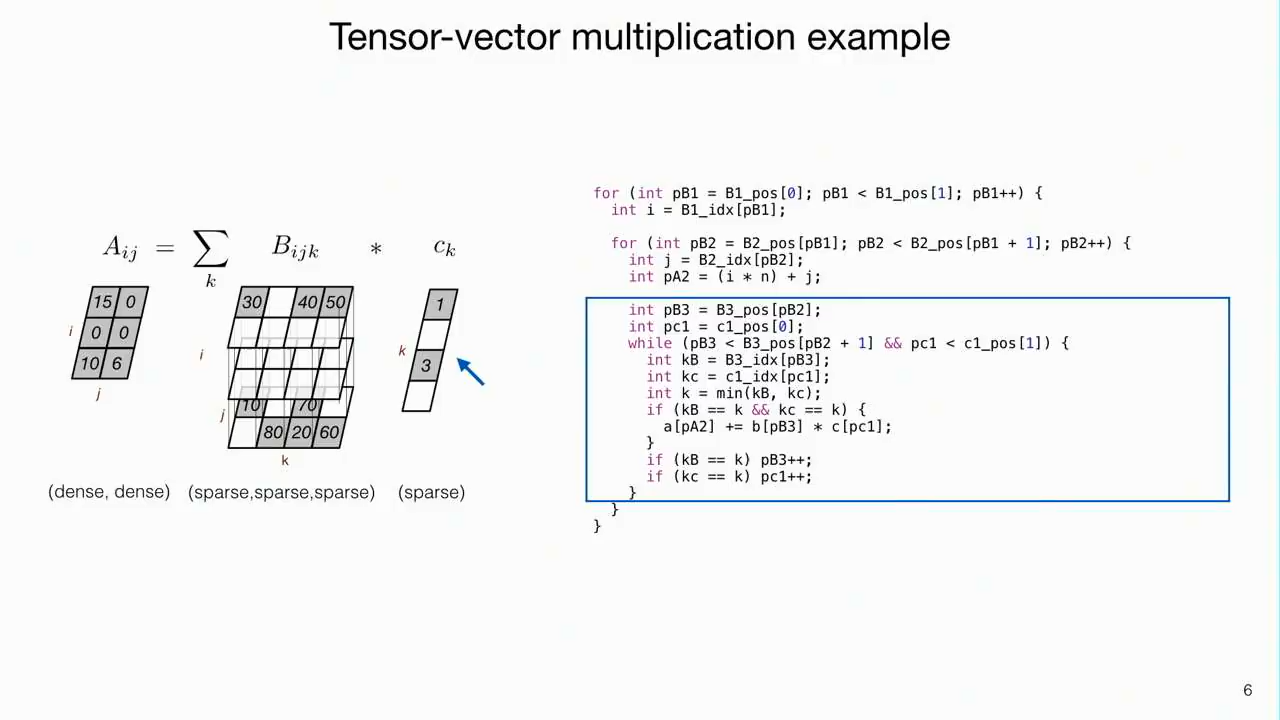 Tensor-vector multiplication example
A_{ij} = \sum_k B_{ijk} * c_k
15 0
0 0
10 6
i
j
30 40 50
10 70
80 20 60
i
j
k
1
3
k
(dense, dense) (sparse,sparse,sparse) (sparse)
for (int pB1 = B1_pos[0]; pB1 < B1_pos[1]; pB1++) {
int i = B1_idx[pB1];
for (int pB2 = B2_pos[pB1]; pB2 < B2_pos[pB1 + 1]; pB2++) {
int j = B2_idx[pB2];
int pA2 = (i * n) + j;
int pB3 = B3_pos[pB2];
int pc1 = c1_pos[0];
while (pB3 < B3_pos[pB2 + 1] && pc1 < c1_pos[1]) {
int kB = B3_idx[pB3];
int kc = c1_idx[pc1];
int k = min(kB, kc);
if (kB == k && kc == k) {
a[pA2] += b[pB3] * c[pc1];
}
if (kB == k) pB3++;
if (kc == k) pc1++;
}
}
}
6